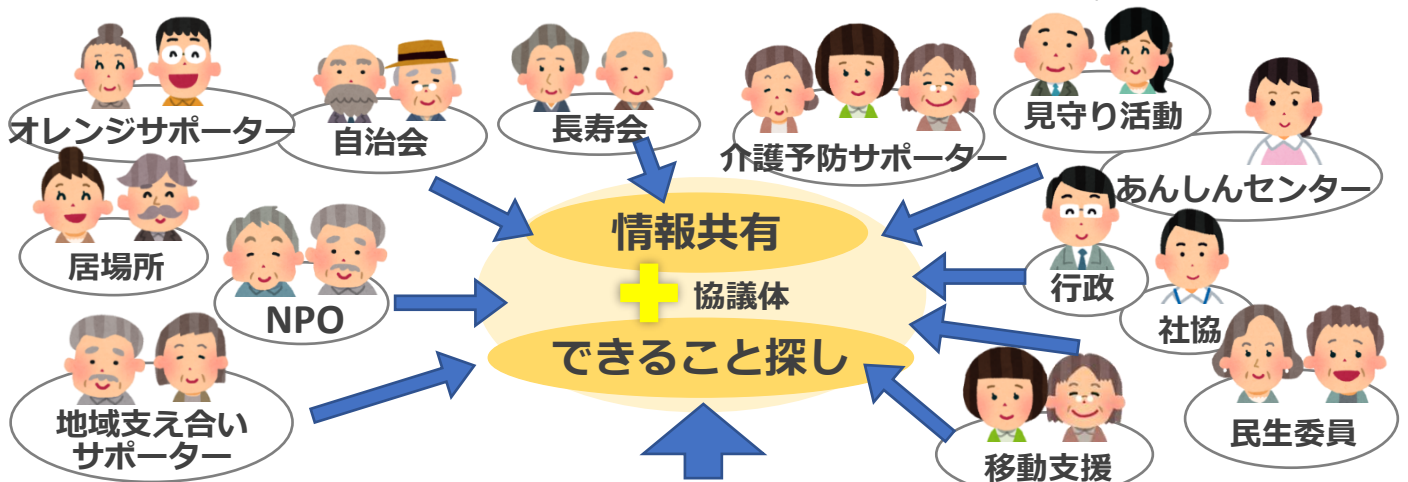 オレンジサポーター
自治会
長寿会
介護予防サポーター
見守り活動
あんしんセンター
居場所
NPO
情報共有
協議体
できること探し
行政
社協
地域支え合い
サポーター
移動支援
民生委員